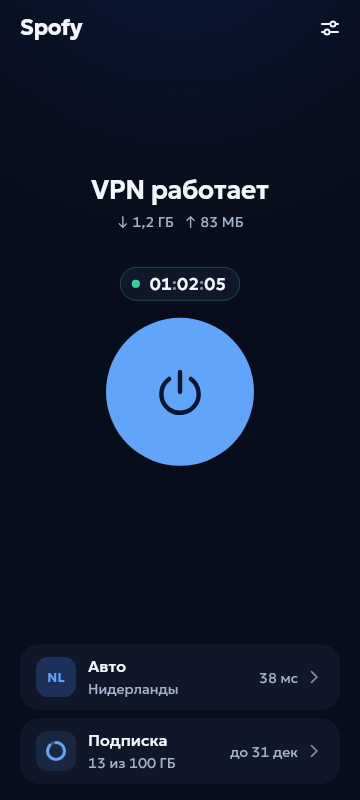 Spofy
VPN работает
↓ 1,2 ГБ ↑ 83 МБ
01:02:05
NL
Авто
Нидерланды
38 мс
Подписка
13 из 100 ГБ
до 31 дек